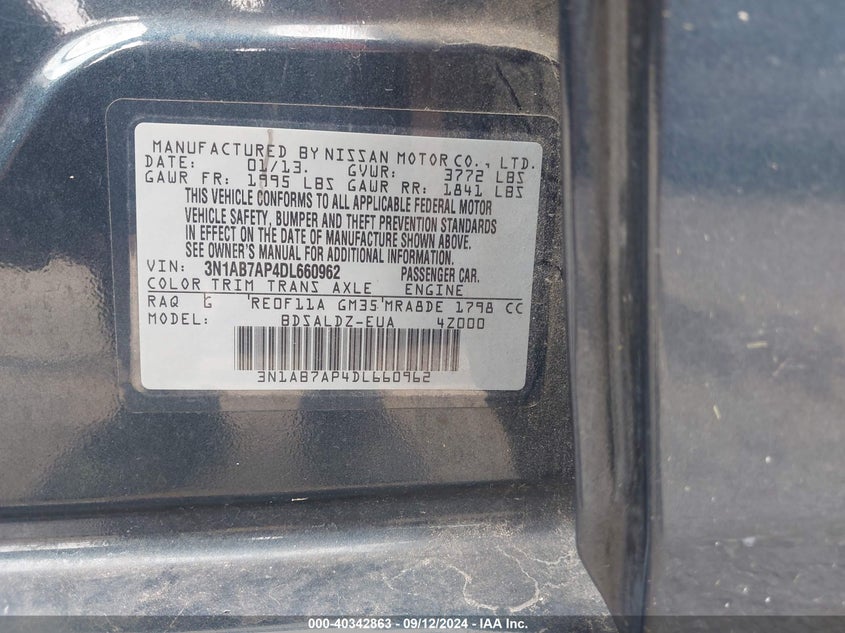 MANUFACTURED BY NISSAN MOTOR CO., LTD.
DATE: 01/13. GVWR: 3772 LBS
GAWR FR: 1995 LBS GAWR RR: 1841 LBS
THIS VEHICLE CONFORMS TO ALL APPLICABLE FEDERAL MOTOR
VEHICLE SAFETY, BUMPER AND THEFT PREVENTION STANDARDS
IN EFFECT ON THE DATE OF MANUFACTURE SHOWN ABOVE.
SEE OWNER'S MANUAL FOR ADDITIONAL INFORMATION.
VIN: 3N1AB7AP4DL660962 PASSENGER CAR.
COLOR TRIM TRANS AXLE ENGINE
RAQ G RE0F11A GM35 MRA8DE 1798 CC
MODEL: BDSALDZ-EUA 4Z000
3N1AB7AP4DL660962
000-40342863 - 09/12/2024 - IAA Inc.